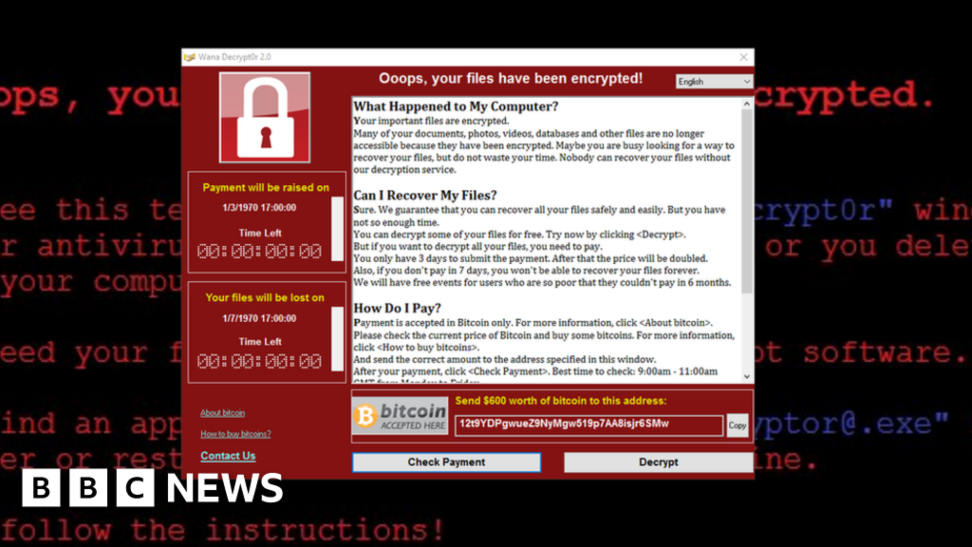 Wana Decrypt0r 2.0
Ooops, your files have been encrypted!
English
Payment will be raised on
1/3/1970 17:00:00
Time Left
00:00:00:00
Your files will be lost on
1/7/1970 17:00:00
Time Left
00:00:00:00
About bitcoin
How to buy bitcoins?
Contact Us
What Happened to My Computer?
Your important files are encrypted.
Many of your documents, photos, videos, databases and other files are no longer
accessible because they have been encrypted. Maybe you are busy looking for a way to
recover your files, but do not waste your time. Nobody can recover your files without
our decryption service.
Can I Recover My Files?
Sure. We guarantee that you can recover all your files safely and easily. But you have
not so enough time.
You can decrypt some of your files for free. Try now by clicking <Decrypt>.
But if you want to decrypt all your files, you need to pay.
You only have 3 days to submit the payment. After that the price will be doubled.
Also, if you don't pay in 7 days, you won't be able to recover your files forever.
We will have free events for users who are so poor that they couldn't pay in 6 months.
How Do I Pay?
Payment is accepted in Bitcoin only. For more information, click <About bitcoin>.
Please check the current price of Bitcoin and buy some bitcoins. For more information,
click <How to buy bitcoins>.
And send the correct amount to the address specified in this window.
After your payment, click <Check Payment>. Best time to check: 9:00am - 11:00am
GMT from Monday to Friday.
bitcoin
ACCEPTED HERE
Send $600 worth of bitcoin to this address:
12t9YDPgwueZ9NyMgw519p7AA8isjr6SMw
Copy
Check Payment
Decrypt
ops, you crypted.
ee this te crypt0r" win
r antiviru or you dele
your compu
eed your f ot software.
ind an app yptor@.exe"
er or rest ine.
follow the instructions!
BBC NEWS